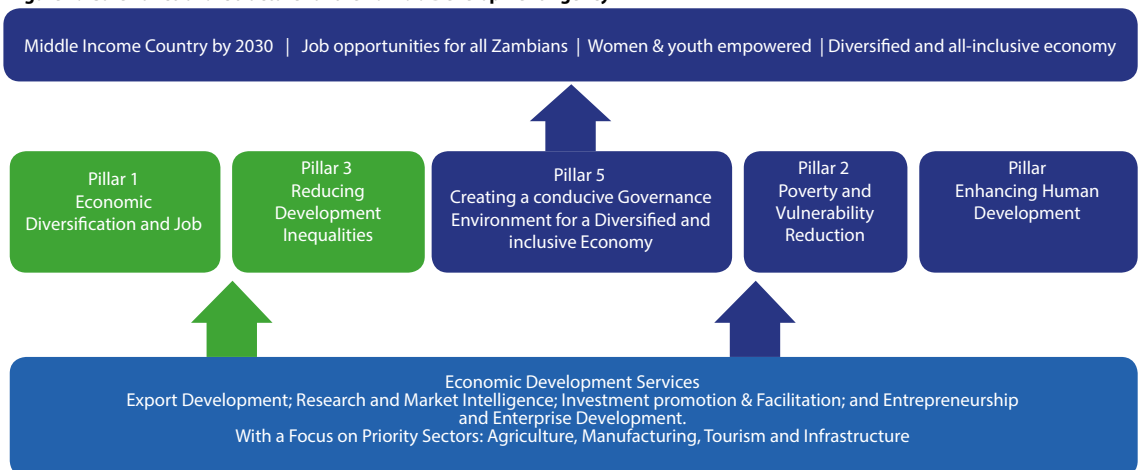 Middle Income Country by 2030 | Job opportunities for all Zambians | Women & youth empowered | Diversified and all-inclusive economy
Pillar 1
Economic
Diversification and Job
Pillar 3
Reducing
Development
Inequalities
Pillar 5
Creating a conducive Governance
Environment for a Diversified and
inclusive Economy
Pillar 2
Poverty and
Vulnerability
Reduction
Pillar
Enhancing Human
Development
Economic Development Services
Export Development; Research and Market Intelligence; Investment promotion & Facilitation; and Entrepreneurship
and Enterprise Development.
With a Focus on Priority Sectors: Agriculture, Manufacturing, Tourism and Infrastructure